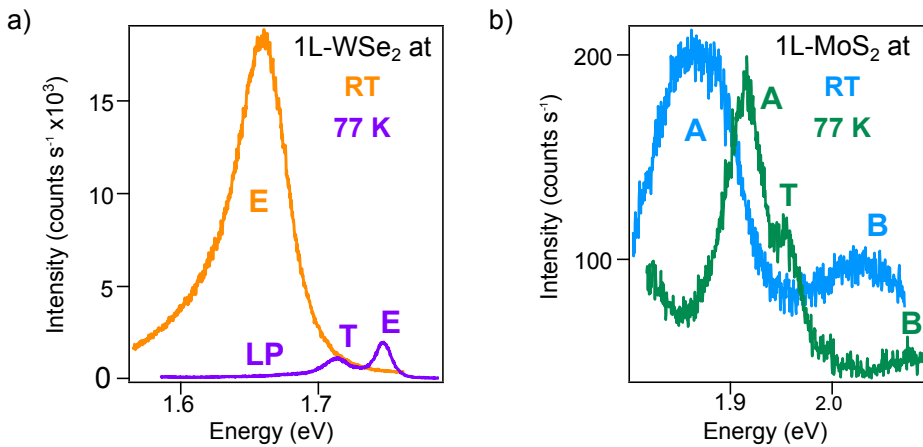 a)
1L-WSe₂ at
RT
77 K
E
LP
T
E
15
10
5
0
1.6
1.7
Intensity (counts s⁻¹ x10³)
Energy (eV)
b)
1L-MoS₂ at
RT
77 K
A
A
T
B
B
200
100
1.9
2.0
Intensity (counts s⁻¹)
Energy (eV)